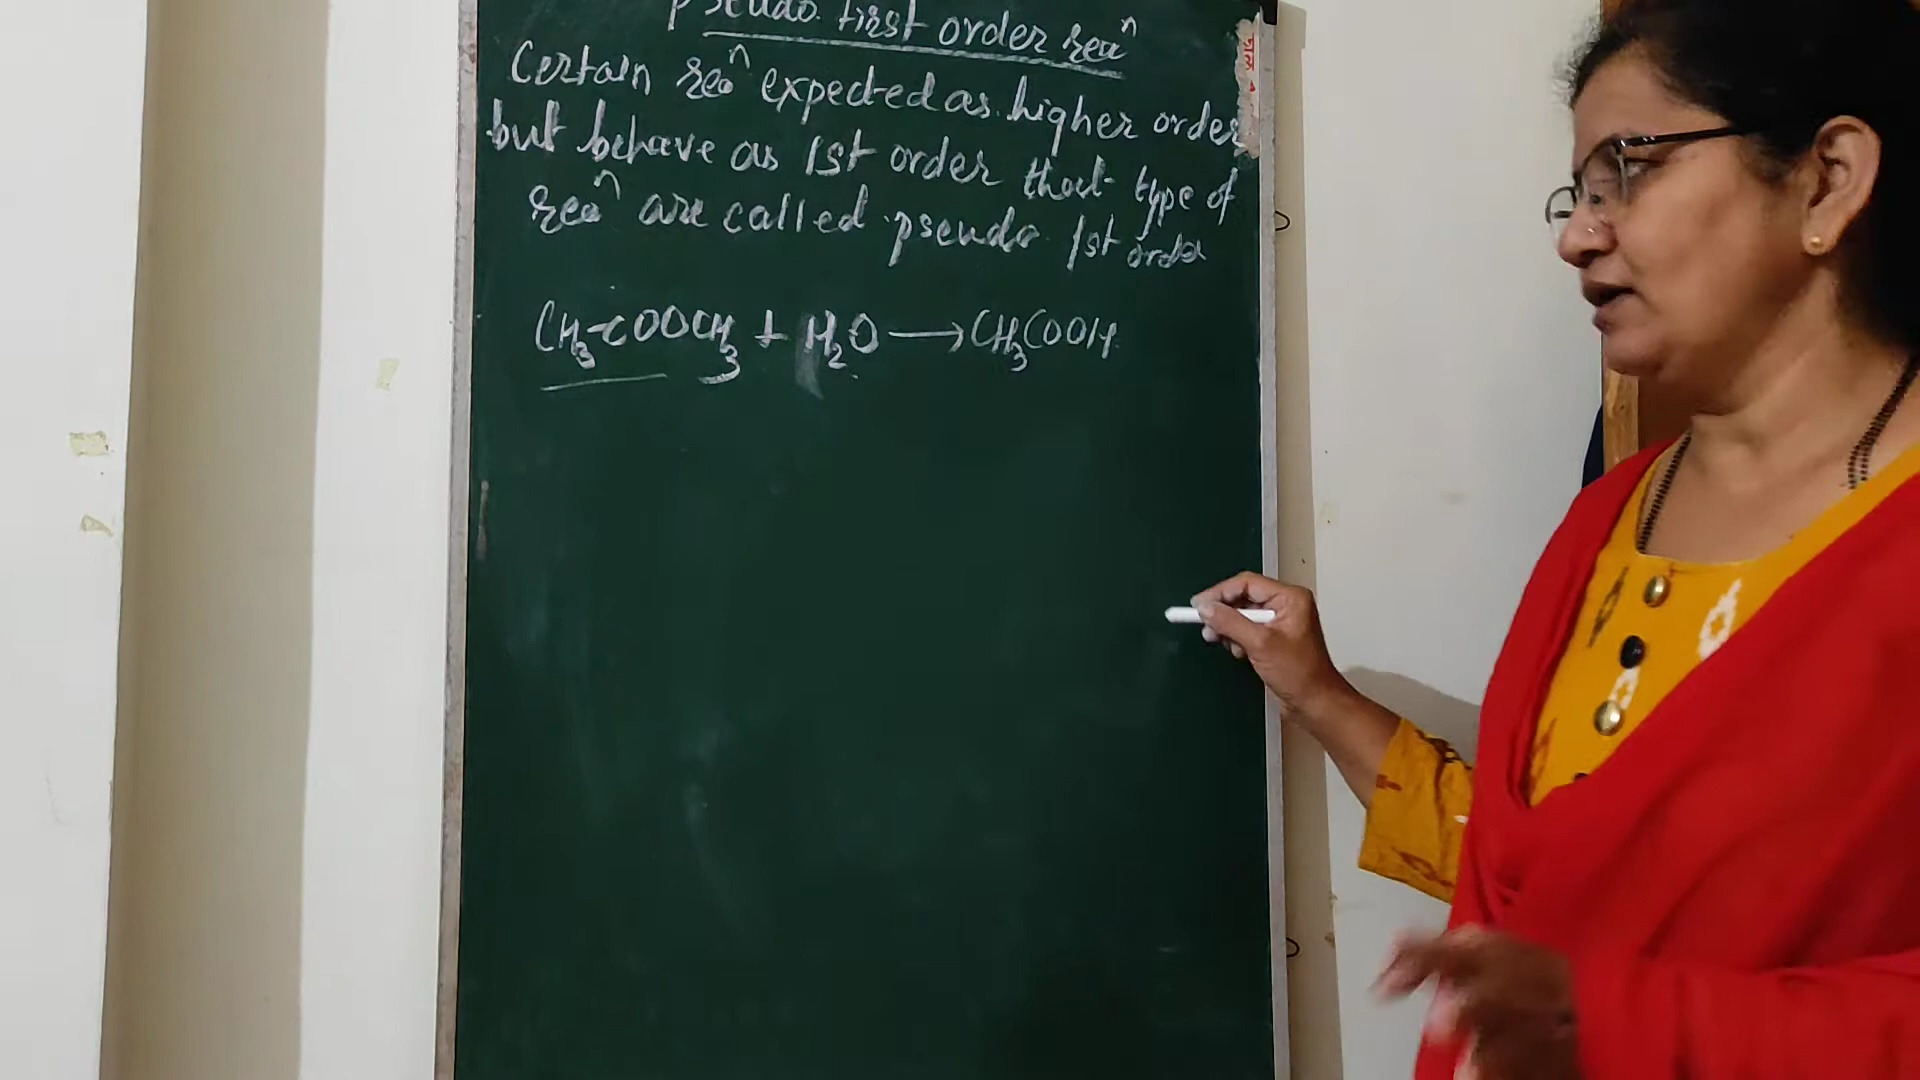 pseudo first order reaⁿ
Certain reaⁿ expected as higher order
but behave as 1st order that type of
reaⁿ are called pseudo 1st order
CH₃-COOCH₃ + H₂O ⟶ CH₃COOH